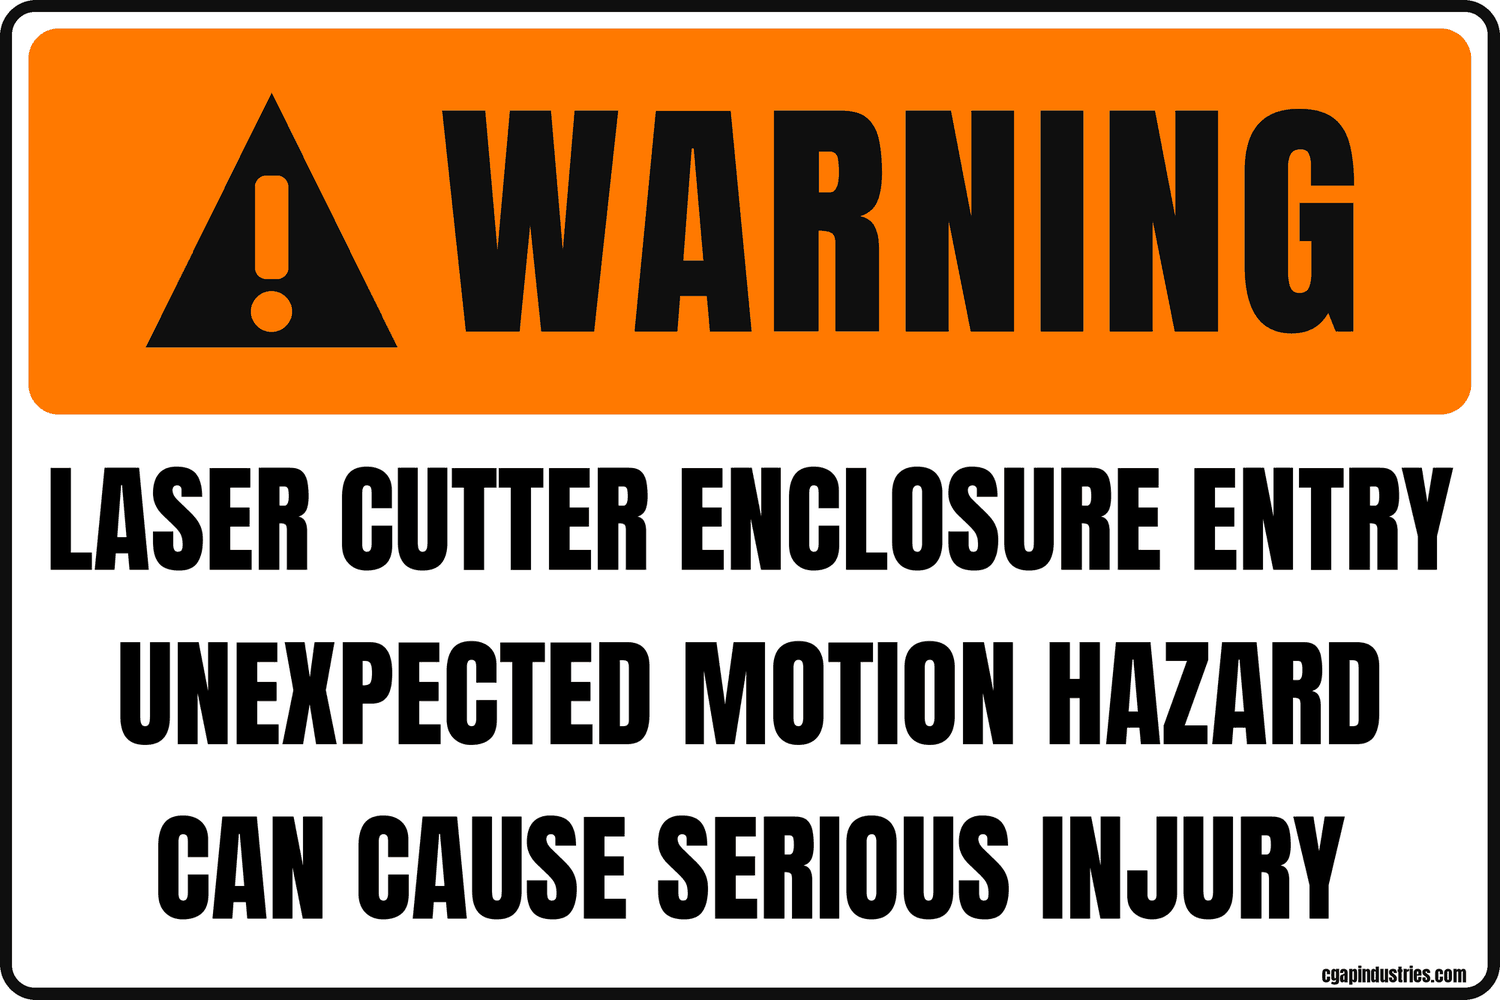 WARNING
LASER CUTTER ENCLOSURE ENTRY
UNEXPECTED MOTION HAZARD
CAN CAUSE SERIOUS INJURY
cgapindustries.com